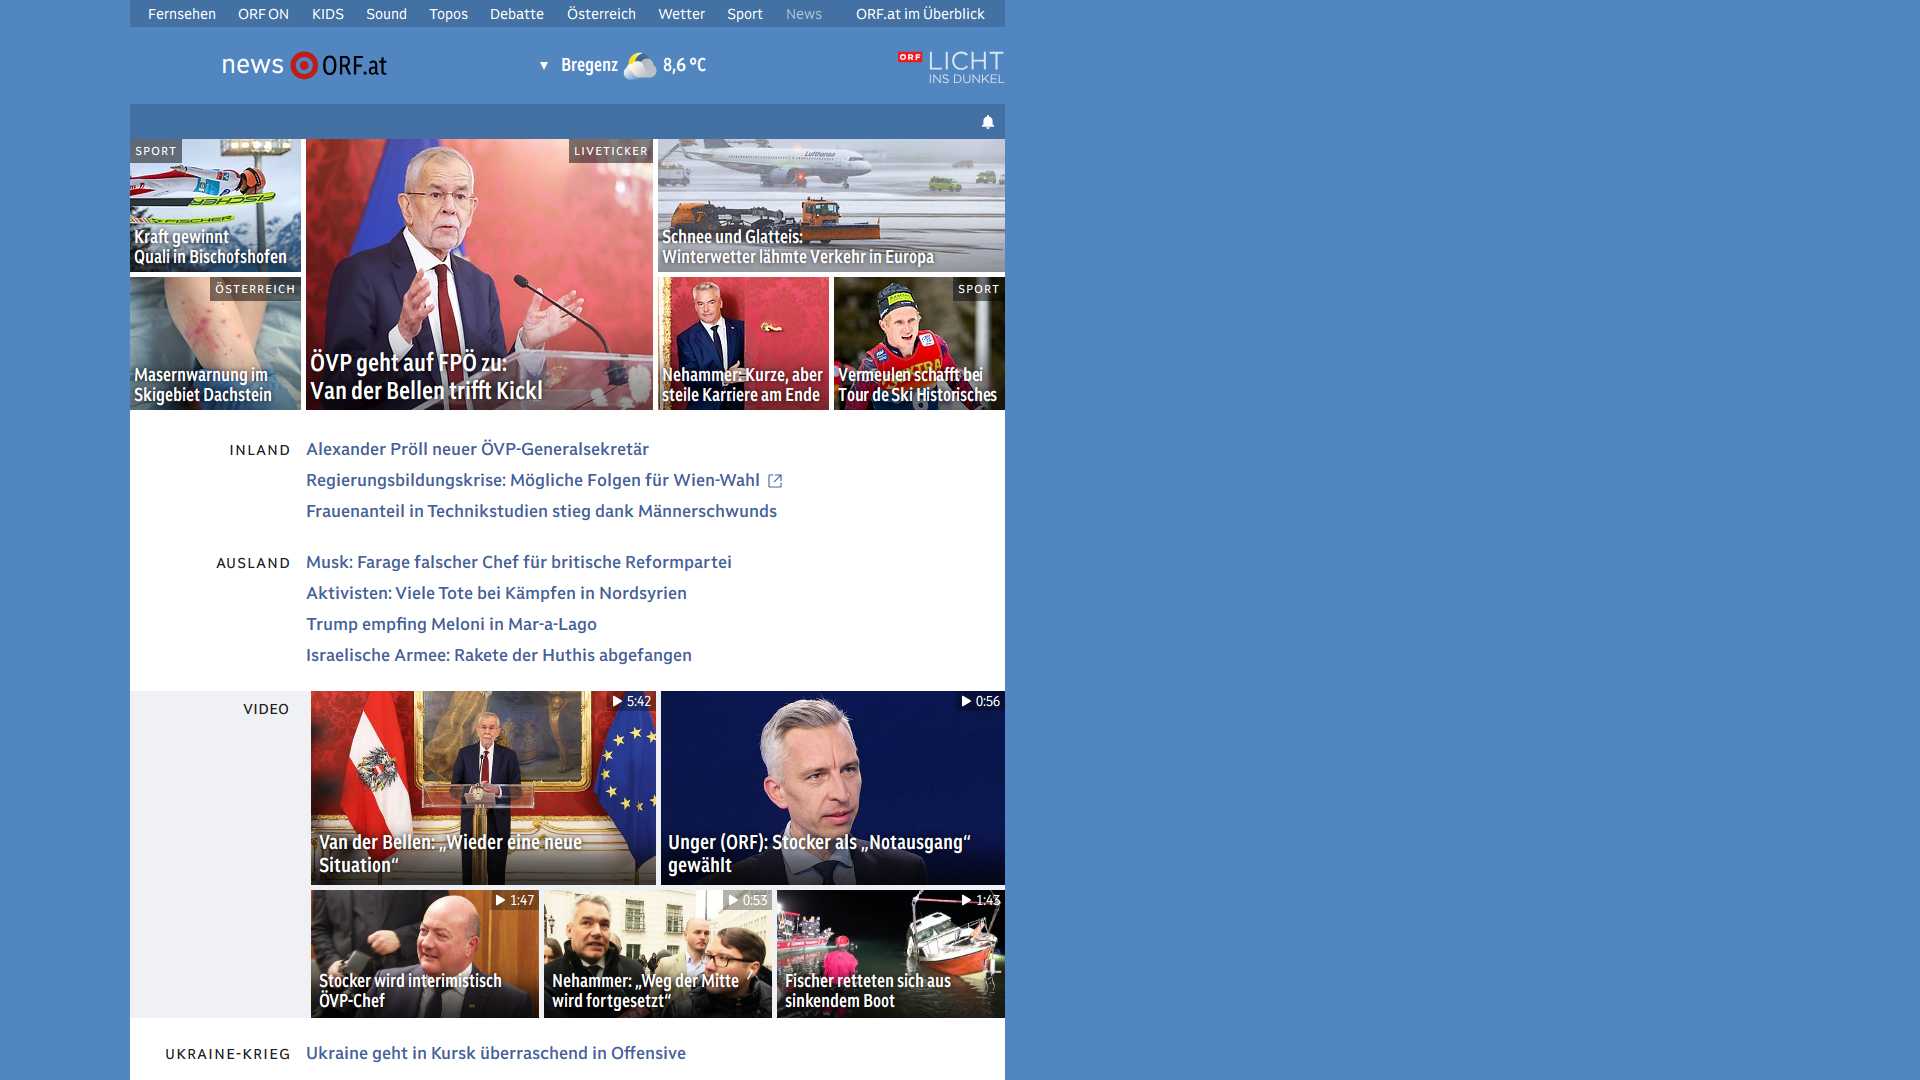 Fernsehen ORF ON KIDS Sound Topos Debatte Österreich Wetter Sport News ORF.at im Überblick
news ORF.at
Bregenz 8,6 °C
ORF LICHT
INS DUNKEL
SPORT
Kraft gewinnt
Quali in Bischofshofen
ÖSTERREICH
Masernwarnung im
Skigebiet Dachstein
LIVETICKER
ÖVP geht auf FPÖ zu:
Van der Bellen trifft Kickl
Lufthansa
Schnee und Glatteis:
Winterwetter lähmte Verkehr in Europa
Nehammer: Kurze, aber
steile Karriere am Ende
SPORT
Vermeulen schafft bei
Tour de Ski Historisches
FISCHER
INLAND
Alexander Pröll neuer ÖVP-Generalsekretär
Regierungsbildungskrise: Mögliche Folgen für Wien-Wahl
Frauenanteil in Technikstudien stieg dank Männerschwunds
AUSLAND
Musk: Farage falscher Chef für britische Reformpartei
Aktivisten: Viele Tote bei Kämpfen in Nordsyrien
Trump empfing Meloni in Mar-a-Lago
Israelische Armee: Rakete der Huthis abgefangen
VIDEO
5:42
Van der Bellen: „Wieder eine neue
Situation“
0:56
Unger (ORF): Stocker als „Notausgang“
gewählt
1:47
Stocker wird interimistisch
ÖVP-Chef
0:53
Nehammer: „Weg der Mitte
wird fortgesetzt“
1:43
Fischer retteten sich aus
sinkendem Boot
UKRAINE-KRIEG
Ukraine geht in Kursk überraschend in Offensive